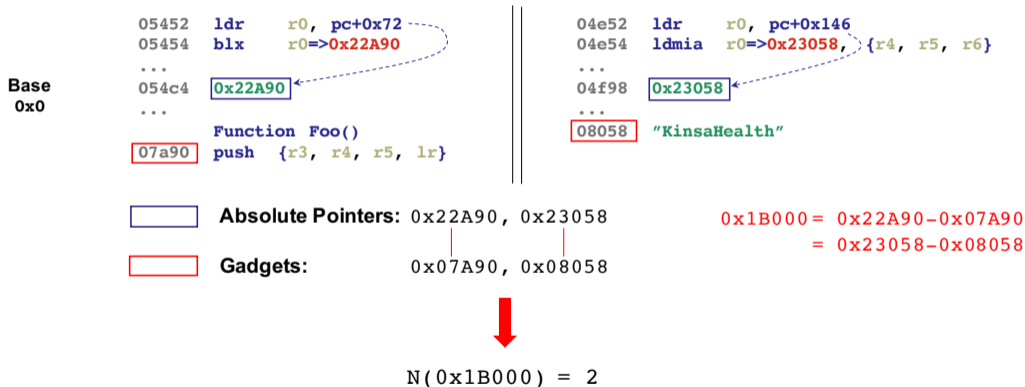 Base
0x0
05452 ldr r0, pc+0x72
05454 blx r0=>0x22A90
...
054c4 0x22A90
...
Function Foo()
07a90 push {r3, r4, r5, lr}
04e52 ldr r0, pc+0x146
04e54 ldmia r0=>0x23058, {r4, r5, r6}
...
04f98 0x23058
...
08058 ”KinsaHealth”
Absolute Pointers: 0x22A90, 0x23058
Gadgets: 0x07A90, 0x08058
0x1B000 = 0x22A90-0x07A90
= 0x23058-0x08058
N(0x1B000) = 2